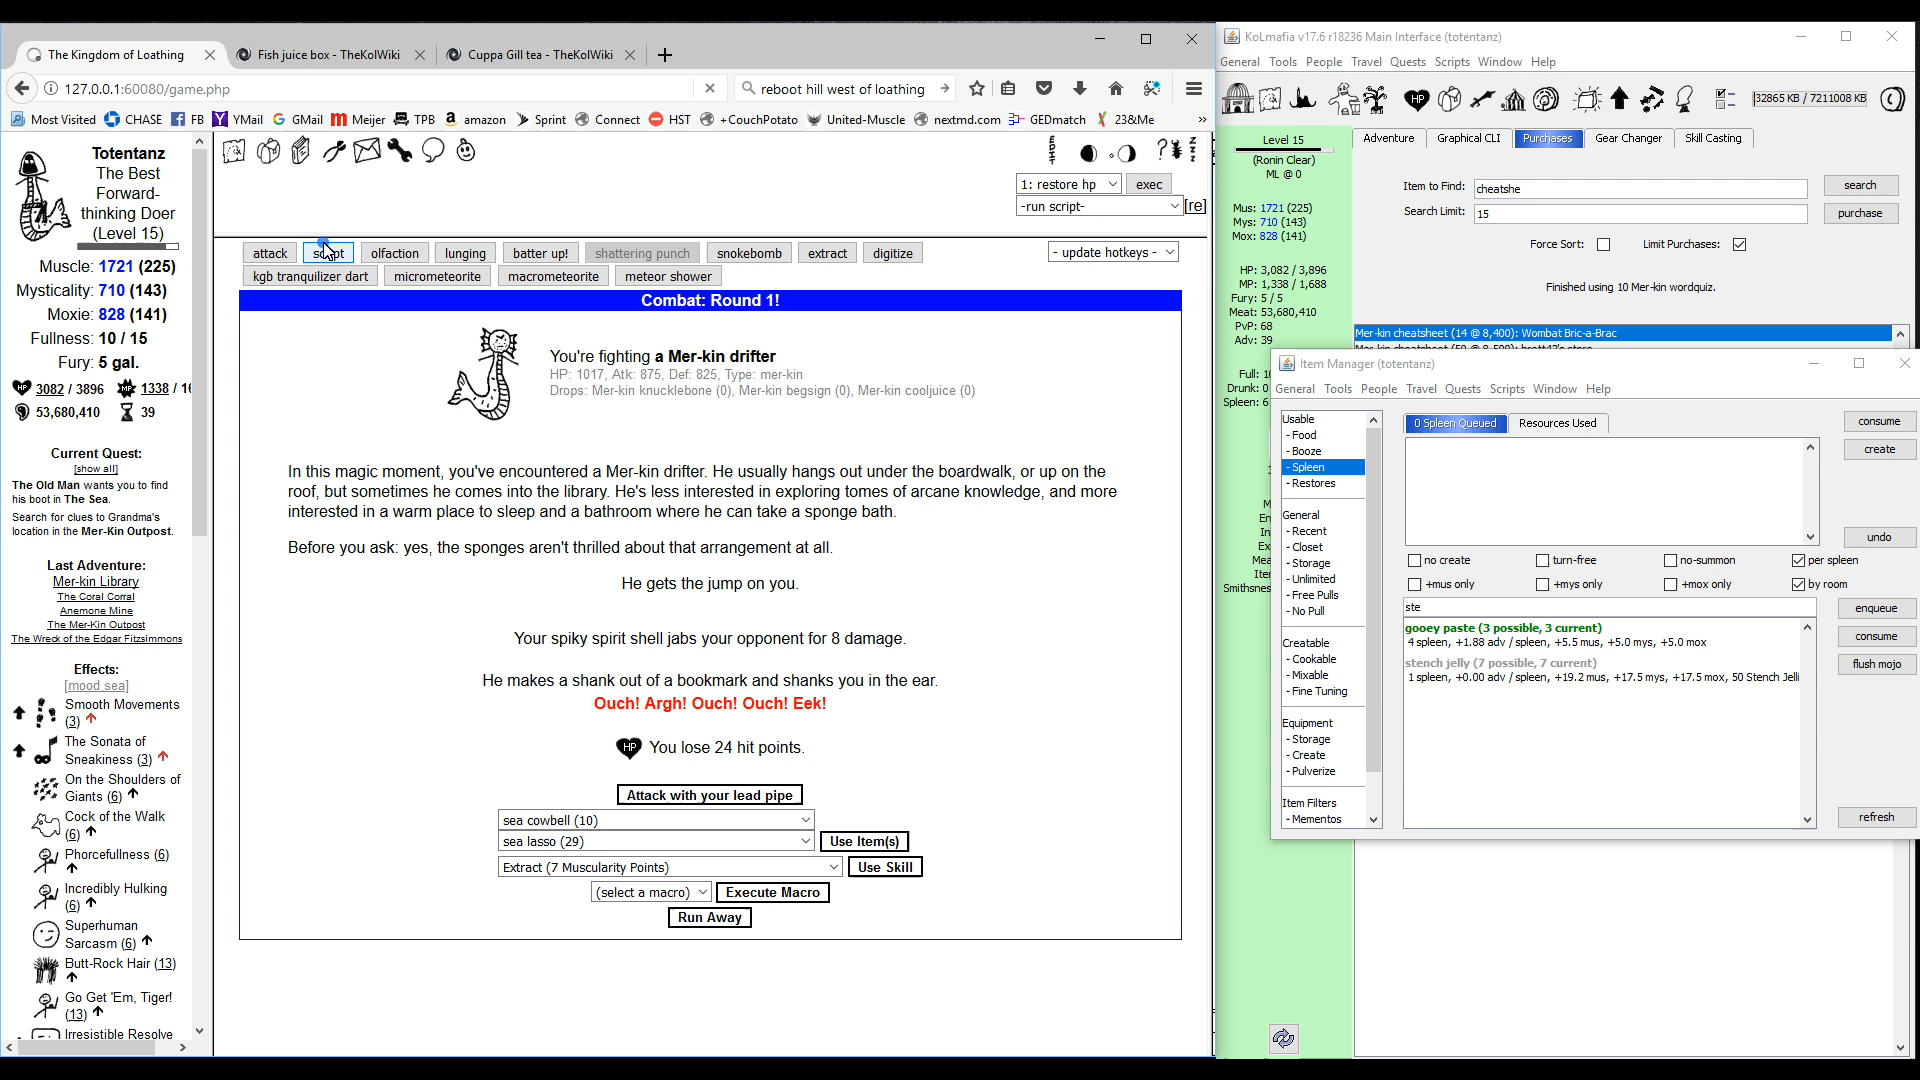 The Kingdom of Loathing
Fish juice box - TheKolWiki
Cuppa Gill tea - TheKolWiki
127.0.0.1:60080/game.php
reboot hill west of loathing
Most Visited
CHASE
FB
YMail
GMail
Meijer
TPB
amazon
Sprint
Connect
HST
+CouchPotato
United-Muscle
nextmd.com
GEDmatch
23&Me
»
Totentanz
The Best
Forward-
thinking Doer
(Level 15)
Muscle: 1721 (225)
Mysticality: 710 (143)
Moxie: 828 (141)
Fullness: 10 / 15
Fury: 5 gal.
HP 3082 / 3896
MP 1338 / 16
53,680,410
39
Current Quest:
[show all]
The Old Man wants you to find
his boot in The Sea.
Search for clues to Grandma's
location in the Mer-Kin Outpost.
Last Adventure:
Mer-kin Library
The Coral Corral
Anemone Mine
The Mer-Kin Outpost
The Wreck of the Edgar Fitzsimmons
Effects:
[mood sea]
Smooth Movements
(3)
The Sonata of
Sneakiness (3)
On the Shoulders of
Giants (6)
Cock of the Walk
(6)
Phorcefullness (6)
Incredibly Hulking
(6)
Superhuman
Sarcasm (6)
Butt-Rock Hair (13)
Go Get 'Em, Tiger!
(13)
Irresistible Resolve
EDIT
1: restore hp
exec
-run script-
[re]
attack
script
olfaction
lunging
batter up!
shattering punch
snokebomb
extract
digitize
- update hotkeys -
kgb tranquilizer dart
micrometeorite
macrometeorite
meteor shower
Combat: Round 1!
You're fighting a Mer-kin drifter
HP: 1017, Atk: 875, Def: 825, Type: mer-kin
Drops: Mer-kin knucklebone (0), Mer-kin begsign (0), Mer-kin cooljuice (0)
In this magic moment, you've encountered a Mer-kin drifter. He usually hangs out under the boardwalk, or up on the
roof, but sometimes he comes into the library. He's less interested in exploring tomes of arcane knowledge, and more
interested in a warm place to sleep and a bathroom where he can take a sponge bath.
Before you ask: yes, the sponges aren't thrilled about that arrangement at all.
He gets the jump on you.
Your spiky spirit shell jabs your opponent for 8 damage.
He makes a shank out of a bookmark and shanks you in the ear.
Ouch! Argh! Ouch! Ouch! Eek!
HP You lose 24 hit points.
Attack with your lead pipe
sea cowbell (10)
sea lasso (29)
Use Item(s)
Extract (7 Muscularity Points)
Use Skill
(select a macro)
Execute Macro
Run Away
KoLmafia v17.6 r18236 Main Interface (totentanz)
General Tools People Travel Quests Scripts Window Help
HP
32865 KB / 7211008 KB
Level 15
(Ronin Clear)
ML @ 0
Mus: 1721 (225)
Mys: 710 (143)
Mox: 828 (141)
HP: 3,082 / 3,896
MP: 1,338 / 1,688
Fury: 5 / 5
Meat: 53,680,410
PvP: 68
Adv: 39
Full: 10
Drunk: 0
Spleen: 6
Smithsnes
Adventure
Graphical CLI
Purchases
Gear Changer
Skill Casting
Item to Find: cheatshe
search
Search Limit: 15
purchase
Force Sort:
Limit Purchases:
Finished using 10 Mer-kin wordquiz.
Mer-kin cheatsheet (14 @ 8,400): Wombat Bric-a-Brac
Item Manager (totentanz)
General Tools People Travel Quests Scripts Window Help
Usable
- Food
- Booze
- Spleen
- Restores
General
- Recent
- Closet
- Storage
- Unlimited
- Free Pulls
- No Pull
Creatable
- Cookable
- Mixable
- Fine Tuning
Equipment
- Storage
- Create
- Pulverize
Item Filters
- Mementos
0 Spleen Queued
Resources Used
consume
create
undo
no create
turn-free
no-summon
per spleen
+mus only
+mys only
+mox only
by room
ste
enqueue
consume
flush mojo
gooey paste (3 possible, 3 current)
4 spleen, +1.88 adv / spleen, +5.5 mus, +5.0 mys, +5.0 mox
stench jelly (7 possible, 7 current)
1 spleen, +0.00 adv / spleen, +19.2 mus, +17.5 mys, +17.5 mox, 50 Stench Jelli
refresh